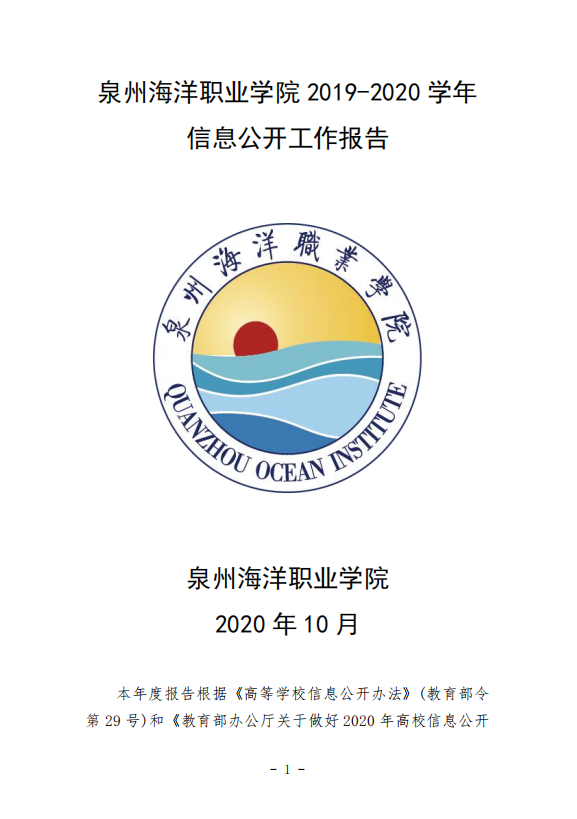 泉州海洋职业学院 2019-2020 学年
信息公开工作报告
泉州海洋職業學院
QUANZHOU OCEAN INSTITUTE
泉州海洋职业学院
2020 年 10 月
本年度报告根据《高等学校信息公开办法》(教育部令
第 29 号)和《教育部办公厅关于做好 2020 年高校信息公开
- 1 -